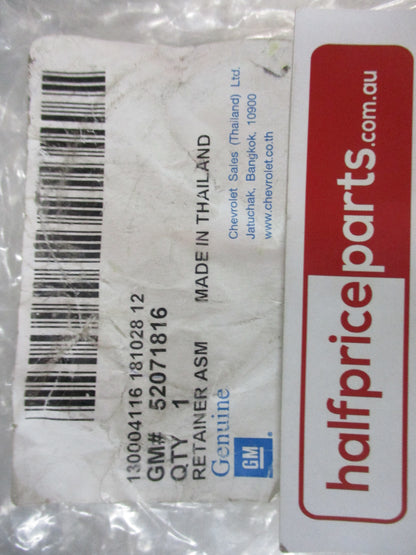 130004116 181028 12
GM# 52071816
QTY 1
RETAINER ASM MADE IN THAILAND
Genuine GM
Chevrolet Sales (Thailand) Ltd.
Jatuchak, Bangkok, 10900
www.chevrolet.co.th
halfpriceparts.com.au